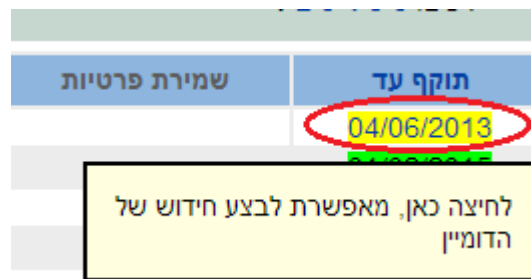 תוקף עד שמירת פרטיות
04/06/2013
לחיצה כאן, מאפשרת לבצע חידוש של
הדומיין